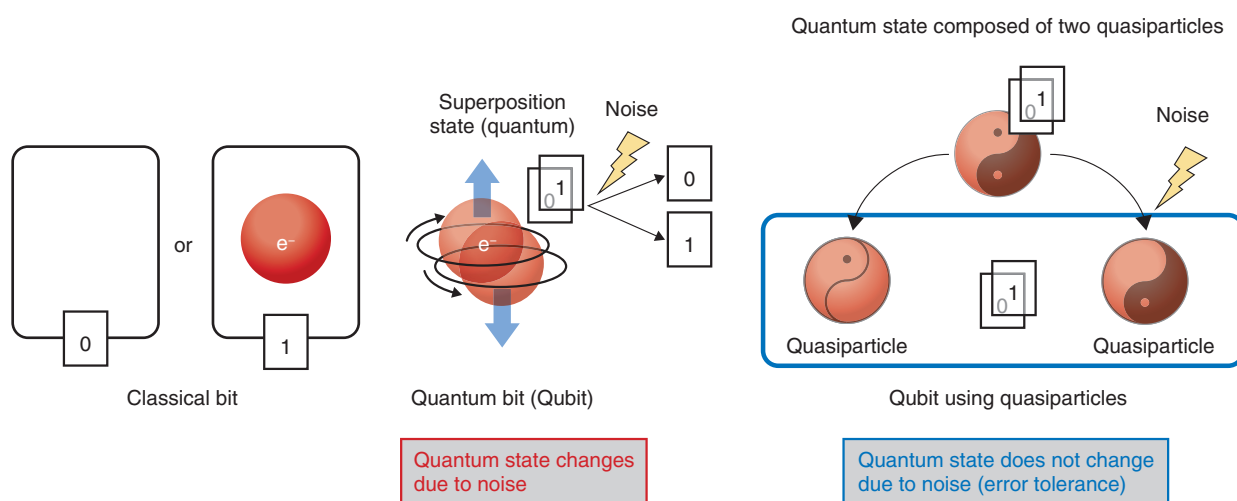 0
Classical bit
or
e–
1
Superposition
state (quantum)
Noise
0
1
0
1
e–
Quantum bit (Qubit)
Quantum state changes
due to noise
Quantum state composed of two quasiparticles
0
1
Noise
0
1
Quasiparticle
Quasiparticle
Qubit using quasiparticles
Quantum state does not change
due to noise (error tolerance)